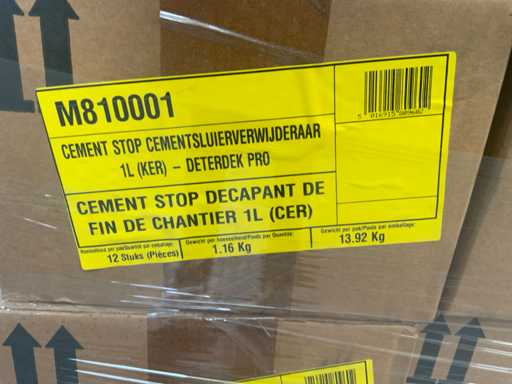 M810001
CEMENT STOP CEMENTSLUIERVERWIJDERAAR
1L (KER) – DETERDEK PRO
CEMENT STOP DECAPANT DE
FIN DE CHANTIER 1L (CER)
12 Stuks (Pièces)
1.16 Kg
13.92 Kg